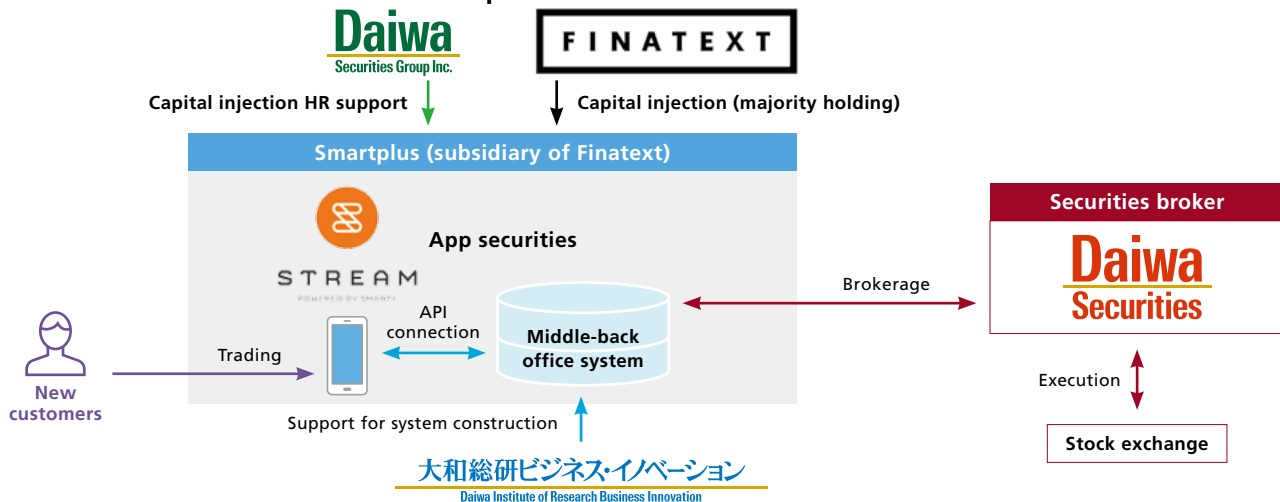 Daiwa
Securities Group Inc.
FINATEXT
Capital injection HR support
Capital injection (majority holding)
Smartplus (subsidiary of Finatext)
App securities
STREAM
POWERED BY SMART+
API
connection
Middle-back
office system
Trading
New
customers
Support for system construction
大和総研ビジネス・イノベーション
Daiwa Institute of Research Business Innovation
Brokerage
Securities broker
Daiwa
Securities
Execution
Stock exchange